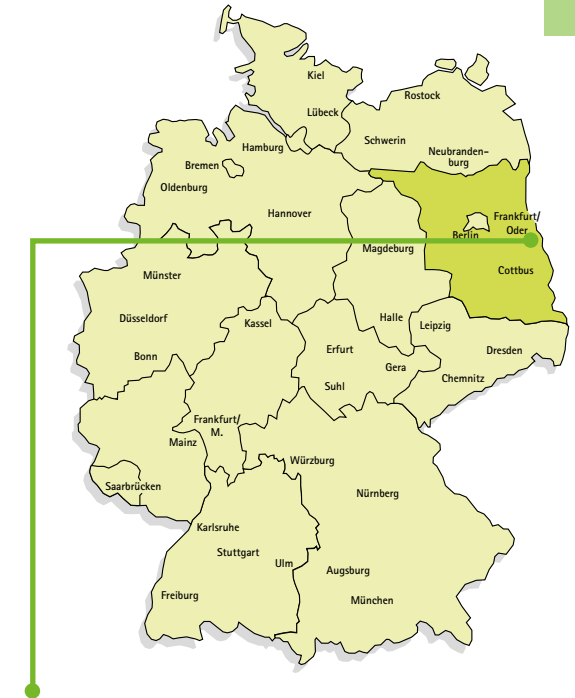 Kiel
Rostock
Lübeck
Schwerin
Hamburg
Neubranden-
burg
Bremen
Oldenburg
Hannover
Frankfurt/
Oder
Berlin
Magdeburg
Cottbus
Münster
Düsseldorf
Kassel
Halle
Leipzig
Bonn
Erfurt
Dresden
Gera
Chemnitz
Suhl
Frankfurt/
M.
Mainz
Würzburg
Saarbrücken
Nürnberg
Karlsruhe
Stuttgart
Ulm
Augsburg
Freiburg
München